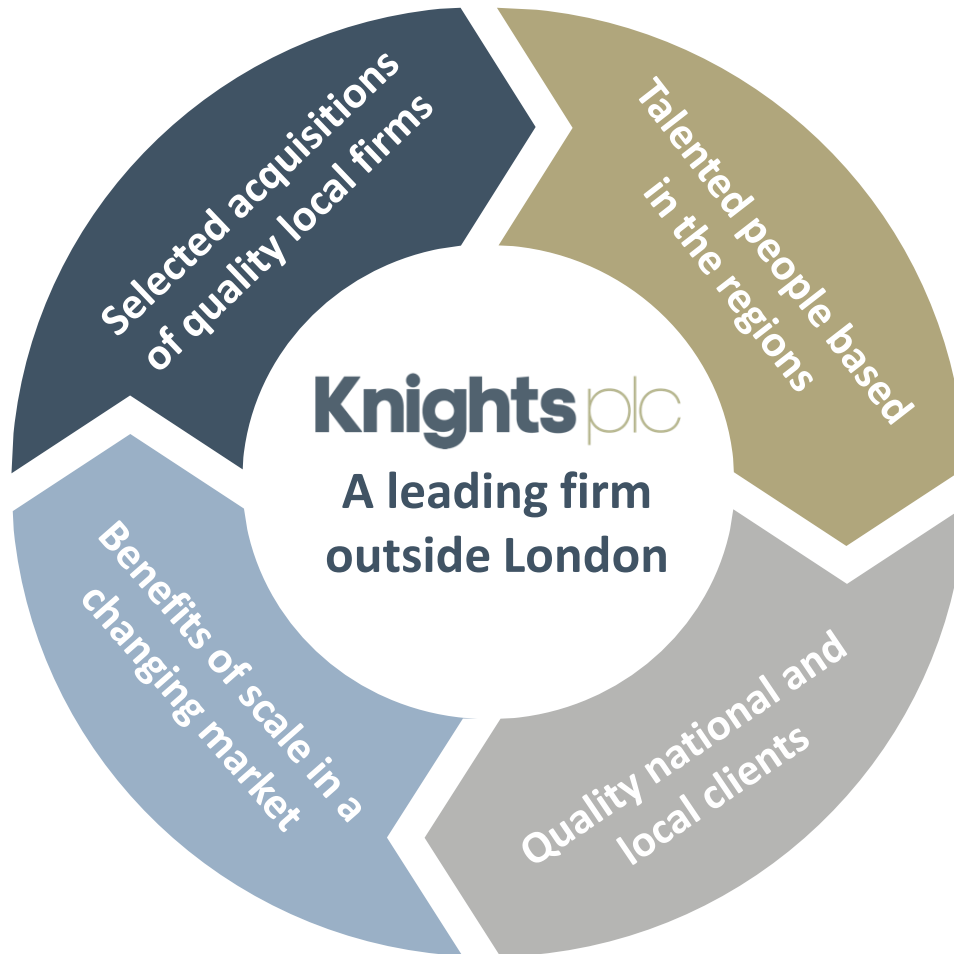 Selected acquisitions
of quality local firms
Talented people based
in the regions
Knights plc
A leading firm
outside London
Benefits of scale in a
changing market
Quality national and
local clients